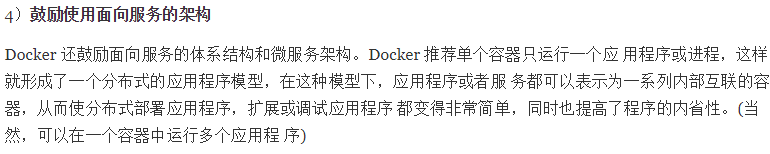 4）鼓励使用面向服务的架构
Docker 还鼓励面向服务的体系结构和微服务架构。Docker 推荐单个容器只运行一个应 用程序或进程，这样
就形成了一个分布式的应用程序模型，在这种模型下，应用程序或者服 务都可以表示为一系列内部互联的容
器，从而使分布式部署应用程序，扩展或调试应用程序 都变得非常简单，同时也提高了程序的内省性。(当
然，可以在一个容器中运行多个应用程 序)